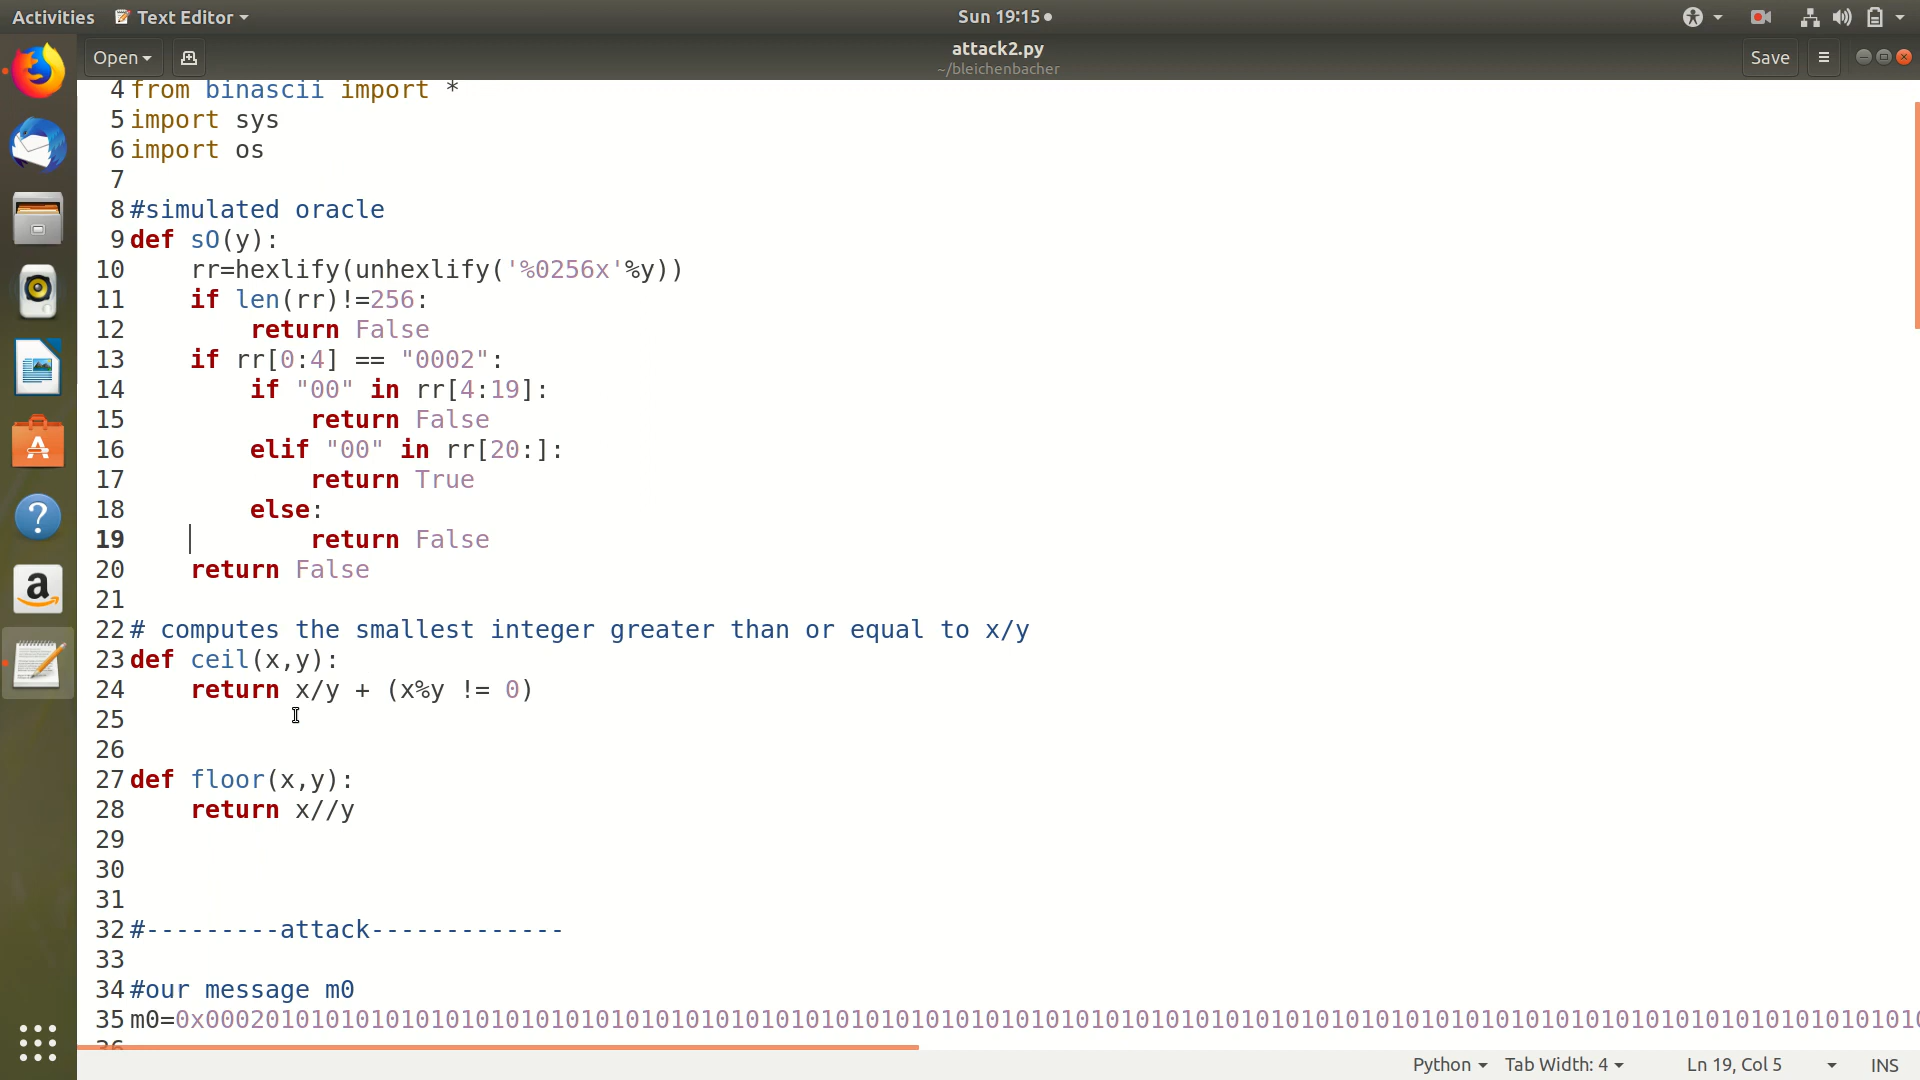 Activities Text Editor Sun 19:15
Open attack2.py Save
~/bleichenbacher
4 from binascii import *
5 import sys
6 import os
7
8 #simulated oracle
9 def sO(y):
10 rr=hexlify(unhexlify('%0256x'%y))
11 if len(rr)!=256:
12 return False
13 if rr[0:4] == "0002":
14 if "00" in rr[4:19]:
15 return False
16 elif "00" in rr[20:]:
17 return True
18 else:
19 return False
20 return False
21
22 # computes the smallest integer greater than or equal to x/y
23 def ceil(x,y):
24 return x/y + (x%y != 0)
25
26
27 def floor(x,y):
28 return x//y
29
30
31
32 #---------attack-------------
33
34 #our message m0
35 m0=0x00020101010101010101010101010101010101010101010101010101010101010101010101010101010101010101010101010101010101010
36
Python Tab Width: 4 Ln 19, Col 5 INS